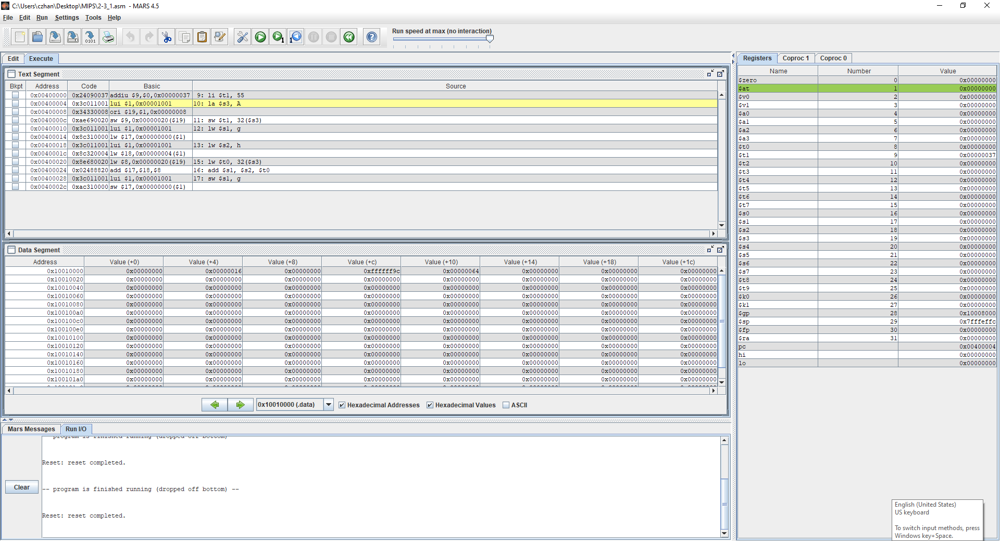 C:\Users\czhan\Desktop\MIPS\2-3_1.asm - MARS 4.5
File Edit Run Settings Tools Help
Run speed at max (no interaction)
Edit Execute
Text Segment
Bkpt Address Code Basic Source
0x00400000 0x24090037 addiu $9,$0,0x00000037 9: li $t1, 55
0x00400004 0x3c011001 lui $1,0x00001001 10: la $s3, A
0x00400008 0x34330008 ori $19,$1,0x00000008
0x0040000c 0xae690020 sw $9,0x00000020($19) 11: sw $t1, 32($s3)
0x00400010 0x3c011001 lui $1,0x00001001 12: lw $s1, g
0x00400014 0x8c310000 lw $17,0x00000000($1)
0x00400018 0x3c011001 lui $1,0x00001001 13: lw $s2, h
0x0040001c 0x8c320004 lw $18,0x00000004($1)
0x00400020 0x8e680020 lw $8,0x00000020($19) 15: lw $t0, 32($s3)
0x00400024 0x02488820 add $17,$18,$8 16: add $s1, $s2, $t0
0x00400028 0x3c011001 lui $1,0x00001001 17: sw $s1, g
0x0040002c 0xac310000 sw $17,0x00000000($1)
Data Segment
Address Value (+0) Value (+4) Value (+8) Value (+c) Value (+10) Value (+14) Value (+18) Value (+1c)
0x10010000 0x00000000 0x00000016 0x00000000 0xffffff9c 0x00000064 0x00000000 0x00000000 0x00000000
0x10010020 0x00000000 0x00000000 0x00000000 0x00000000 0x00000000 0x00000000 0x00000000 0x00000000
0x10010040 0x00000000 0x00000000 0x00000000 0x00000000 0x00000000 0x00000000 0x00000000 0x00000000
0x10010060 0x00000000 0x00000000 0x00000000 0x00000000 0x00000000 0x00000000 0x00000000 0x00000000
0x10010080 0x00000000 0x00000000 0x00000000 0x00000000 0x00000000 0x00000000 0x00000000 0x00000000
0x100100a0 0x00000000 0x00000000 0x00000000 0x00000000 0x00000000 0x00000000 0x00000000 0x00000000
0x100100c0 0x00000000 0x00000000 0x00000000 0x00000000 0x00000000 0x00000000 0x00000000 0x00000000
0x100100e0 0x00000000 0x00000000 0x00000000 0x00000000 0x00000000 0x00000000 0x00000000 0x00000000
0x10010100 0x00000000 0x00000000 0x00000000 0x00000000 0x00000000 0x00000000 0x00000000 0x00000000
0x10010120 0x00000000 0x00000000 0x00000000 0x00000000 0x00000000 0x00000000 0x00000000 0x00000000
0x10010140 0x00000000 0x00000000 0x00000000 0x00000000 0x00000000 0x00000000 0x00000000 0x00000000
0x10010160 0x00000000 0x00000000 0x00000000 0x00000000 0x00000000 0x00000000 0x00000000 0x00000000
0x10010180 0x00000000 0x00000000 0x00000000 0x00000000 0x00000000 0x00000000 0x00000000 0x00000000
0x100101a0 0x00000000 0x00000000 0x00000000 0x00000000 0x00000000 0x00000000 0x00000000 0x00000000
0x10010000 (.data) Hexadecimal Addresses Hexadecimal Values ASCII
Mars Messages Run I/O
program is finished running (dropped off bottom)
Reset: reset completed.
-- program is finished running (dropped off bottom) --
Reset: reset completed.
Clear
Registers Coproc 1 Coproc 0
Name Number Value
$zero 0 0x00000000
$at 1 0x00000000
$v0 2 0x00000000
$v1 3 0x00000000
$a0 4 0x00000000
$a1 5 0x00000000
$a2 6 0x00000000
$a3 7 0x00000000
$t0 8 0x00000000
$t1 9 0x00000037
$t2 10 0x00000000
$t3 11 0x00000000
$t4 12 0x00000000
$t5 13 0x00000000
$t6 14 0x00000000
$t7 15 0x00000000
$s0 16 0x00000000
$s1 17 0x00000000
$s2 18 0x00000000
$s3 19 0x00000000
$s4 20 0x00000000
$s5 21 0x00000000
$s6 22 0x00000000
$s7 23 0x00000000
$t8 24 0x00000000
$t9 25 0x00000000
$k0 26 0x00000000
$k1 27 0x00000000
$gp 28 0x10008000
$sp 29 0x7fffeffc
$fp 30 0x00000000
$ra 31 0x00000000
pc 0x00400004
hi 0x00000000
lo 0x00000000
English (United States)
US keyboard
To switch input methods, press
Windows key+Space.